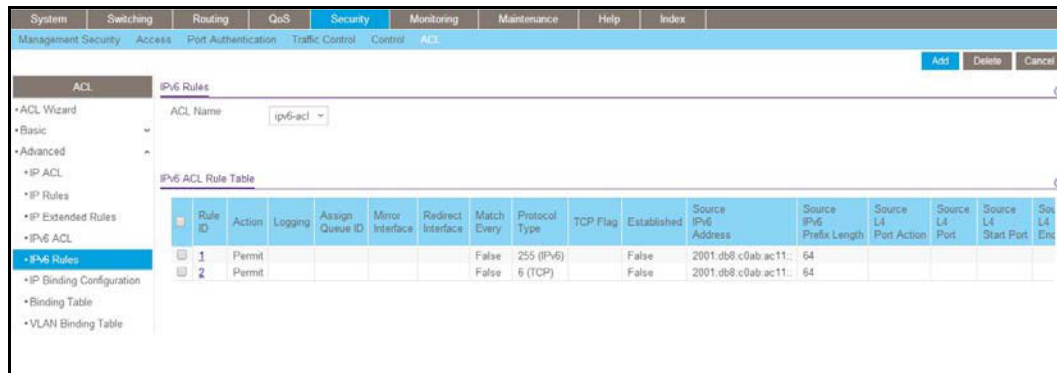 System Switching Routing QoS Security Monitoring Maintenance Help Index
Management Security Access Port Authentication Traffic Control Control ACL
Add Delete Cancel
ACL
IPv6 Rules
• ACL Wizard
ACL Name ipv6-acl
• Basic
• Advanced
• IP ACL
IPv6 ACL Rule Table
• IP Rules
• IP Extended Rules
• IPv6 ACL
• IPv6 Rules
• IP Binding Configuration
• Binding Table
• VLAN Binding Table
Rule ID Action Logging Assign Queue ID Mirror Interface Redirect Interface Match Every Protocol Type TCP Flag Established Source IPv6 Address Source IPv6 Prefix Length Source L4 Port Action Source L4 Port Source L4 Start Port Sou L4 End
1 Permit False 255 (IPv6) False 2001:db8:c0ab:ac11:: 64
2 Permit False 6 (TCP) False 2001:db8:c0ab:ac11:: 64